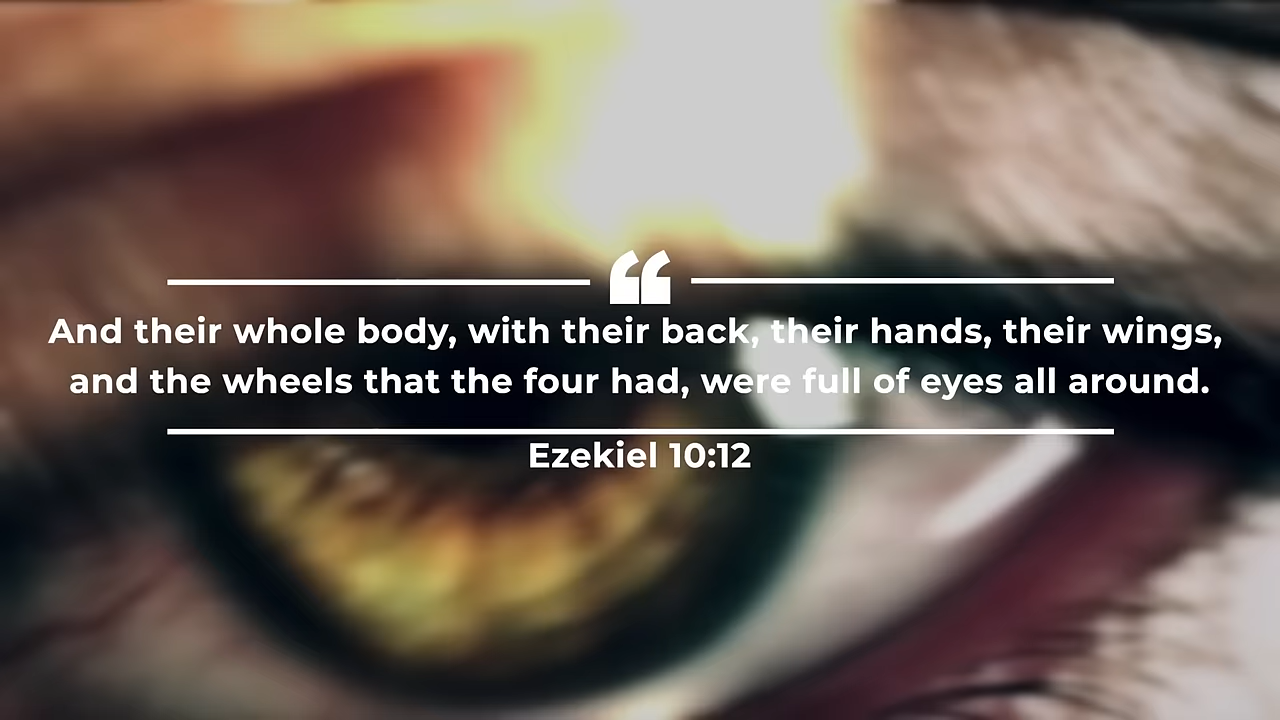 ❝
And their whole body, with their back, their hands, their wings,
and the wheels that the four had, were full of eyes all around.
Ezekiel 10:12